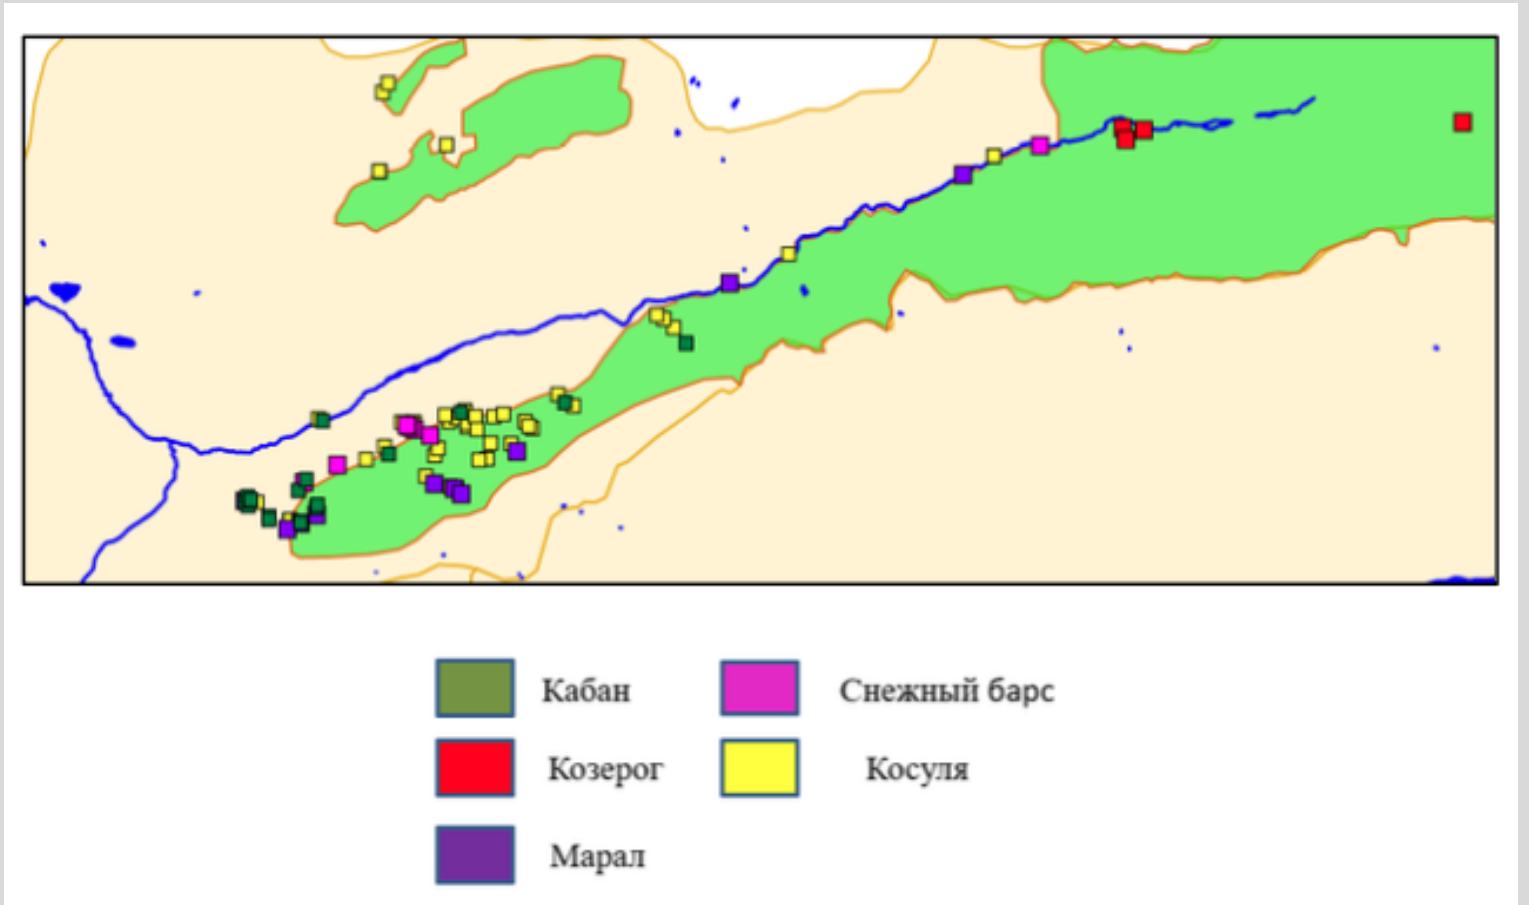 Кабан
Снежный барс
Козерог
Косуля
Марал